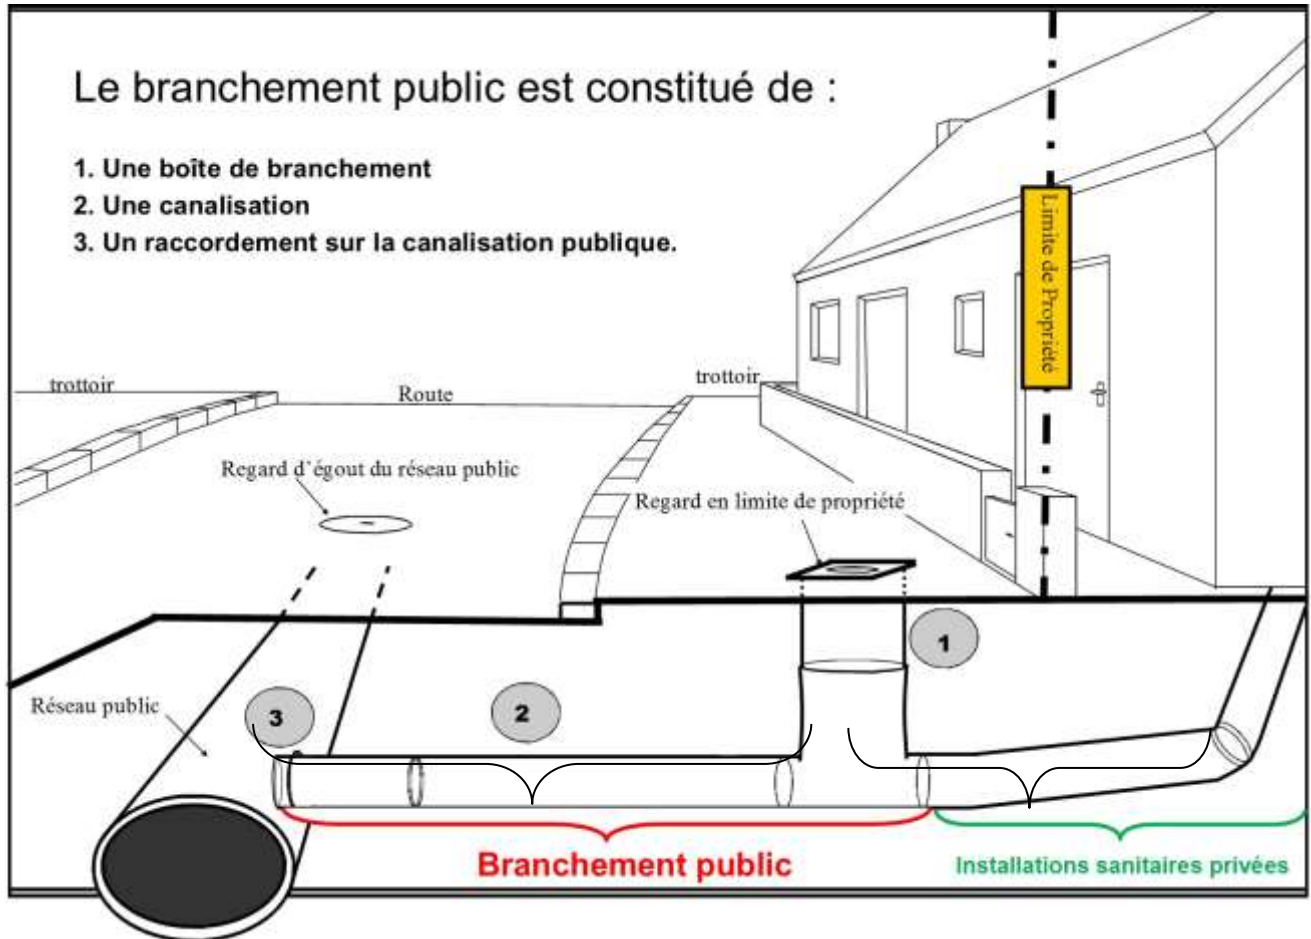 Le branchement public est constitué de :
1. Une boîte de branchement
2. Une canalisation
3. Un raccordement sur la canalisation publique.
Limite de Propriété
trottoir
Route
trottoir
Regard d'égout du réseau public
Regard en limite de propriété
1
Réseau public
3
2
Branchement public
Installations sanitaires privées